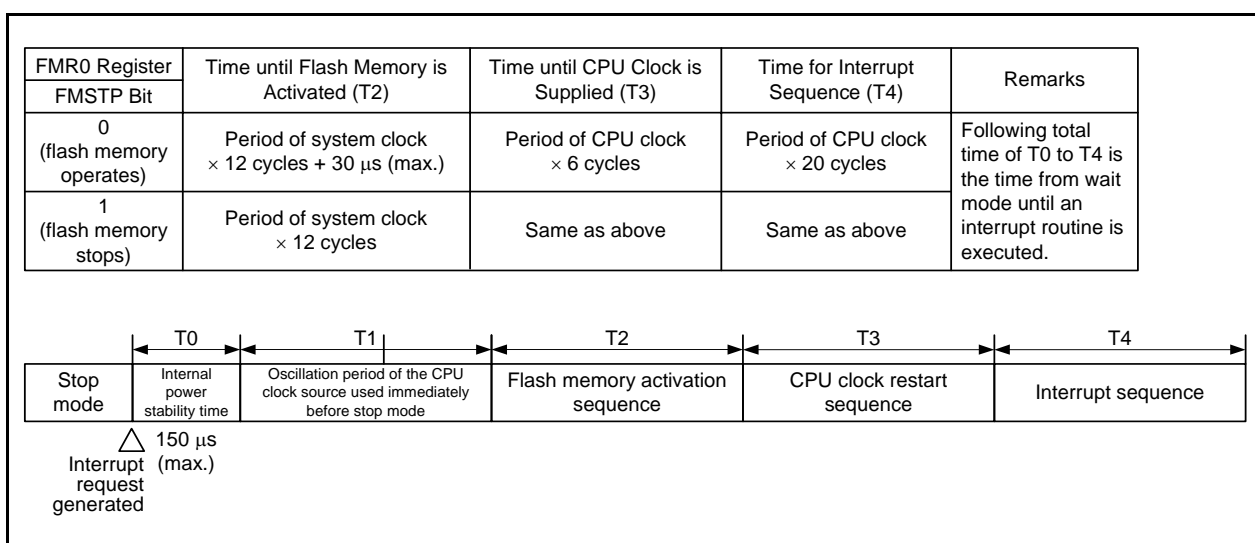 FMR0 Register
FMSTP Bit
Time until Flash Memory is
Activated (T2)
Time until CPU Clock is
Supplied (T3)
Time for Interrupt
Sequence (T4)
Remarks
0
(flash memory
operates)
Period of system clock
× 12 cycles + 30 μs (max.)
Period of CPU clock
× 6 cycles
Period of CPU clock
× 20 cycles
Following total
time of T0 to T4 is
the time from wait
mode until an
interrupt routine is
executed.
1
(flash memory
stops)
Period of system clock
× 12 cycles
Same as above
Same as above
T0
T1
T2
T3
T4
Stop
mode
Internal
power
stability time
Oscillation period of the CPU
clock source used immediately
before stop mode
Flash memory activation
sequence
CPU clock restart
sequence
Interrupt sequence
150 μs
(max.)
Interrupt
request
generated